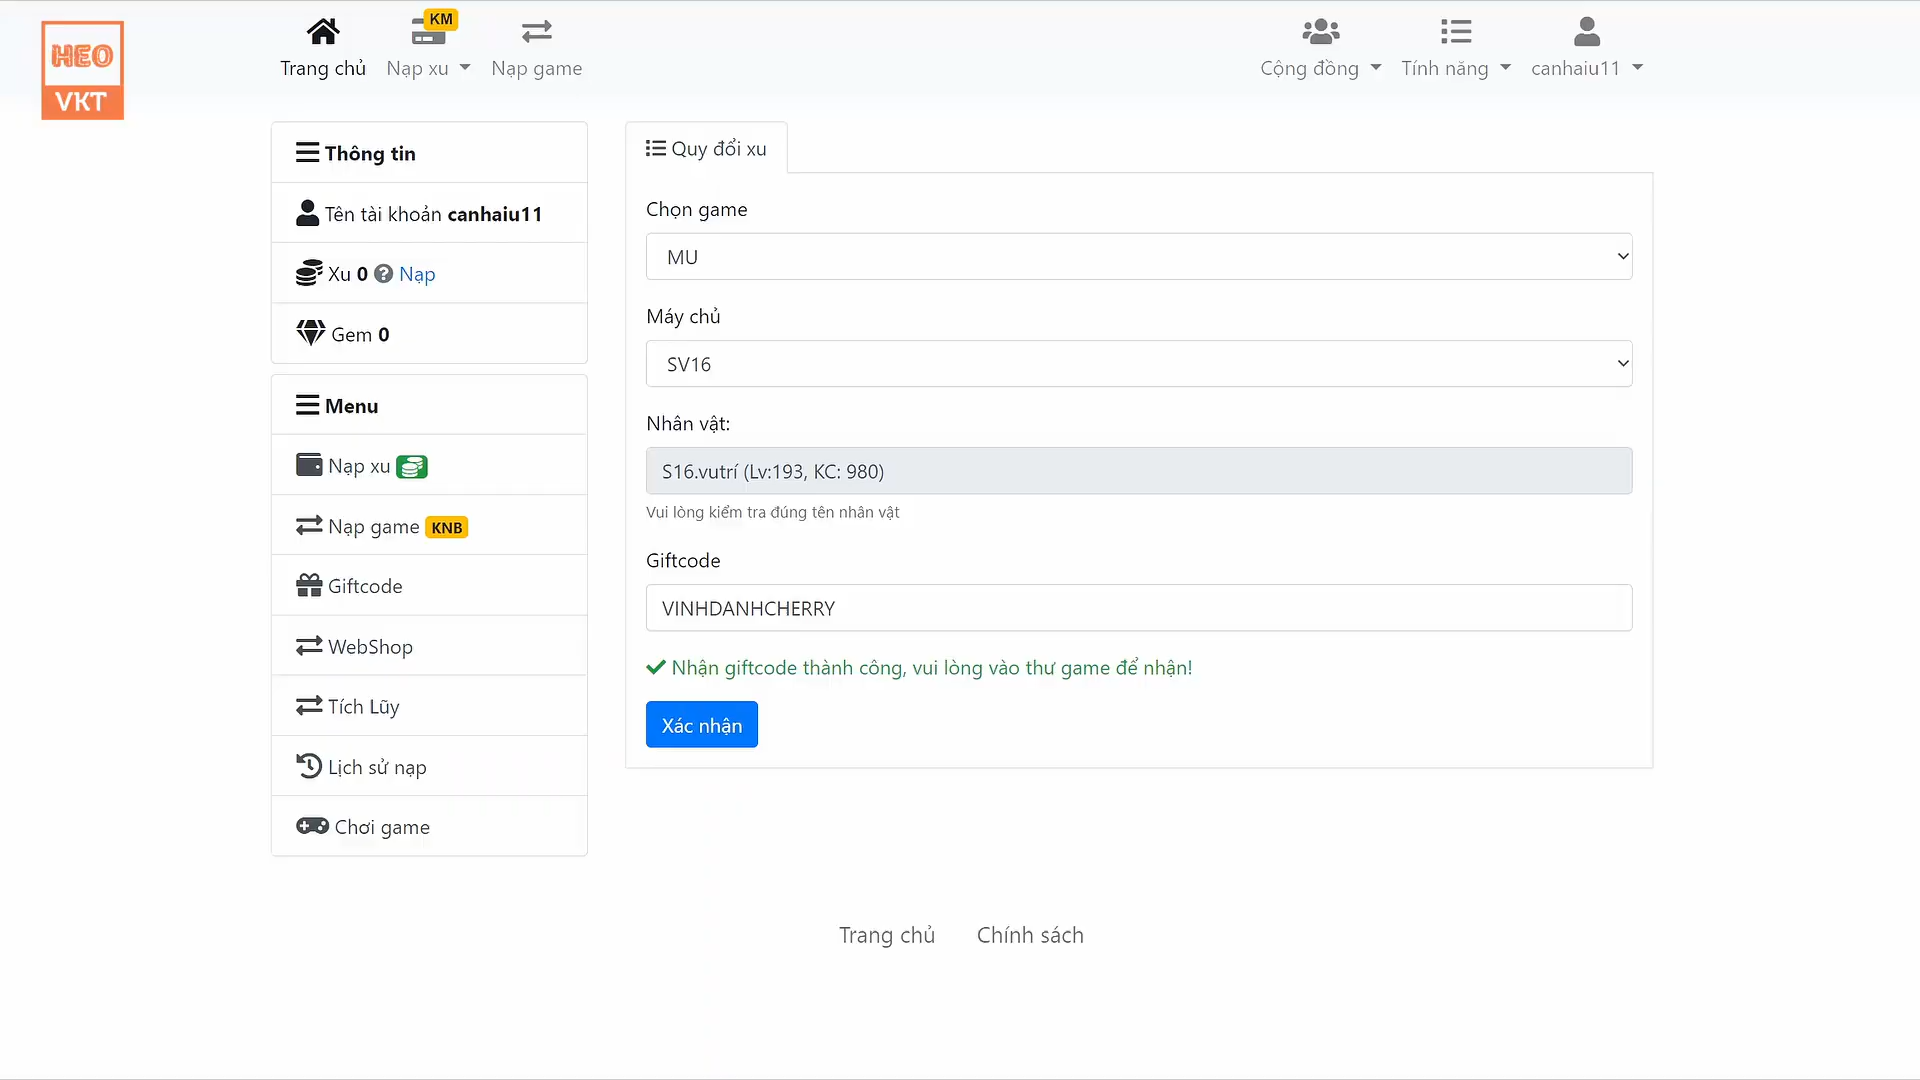 HEO
VKT
Trang chủ
Nạp xu
KM
Nạp game
Cộng đồng
Tính năng
canhaiu11
Thông tin
Tên tài khoản canhaiu11
Xu 0 Nạp
Gem 0
Menu
Nạp xu
Nạp game KNB
Giftcode
WebShop
Tích Lũy
Lịch sử nạp
Chơi game
Quy đổi xu
Chọn game
MU
Máy chủ
SV16
Nhân vật:
S16.vutrí (Lv:193, KC: 980)
Vui lòng kiểm tra đúng tên nhân vật
Giftcode
VINHDANHCHERRY
Nhận giftcode thành công, vui lòng vào thư game để nhận!
Xác nhận
Trang chủ
Chính sách